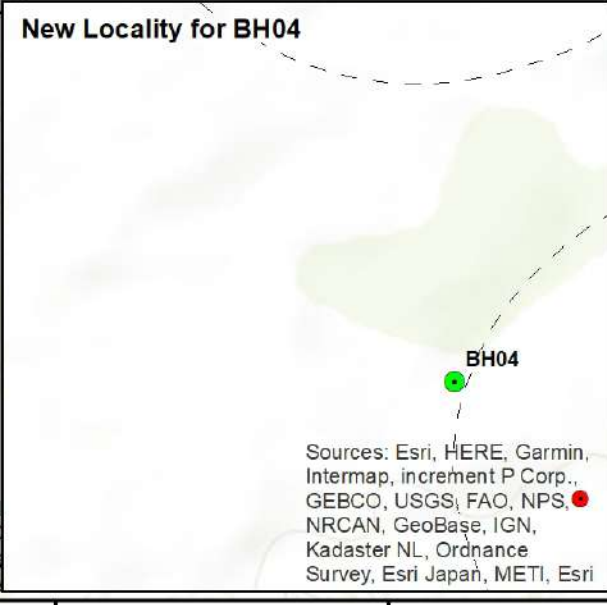 New Locality for BH04
BH04
Sources: Esri, HERE, Garmin,
Intermap, increment P Corp.,
GEBCO, USGS, FAO, NPS,
NRCAN, GeoBase, IGN,
Kadaster NL, Ordnance
Survey, Esri Japan, METI, Esri